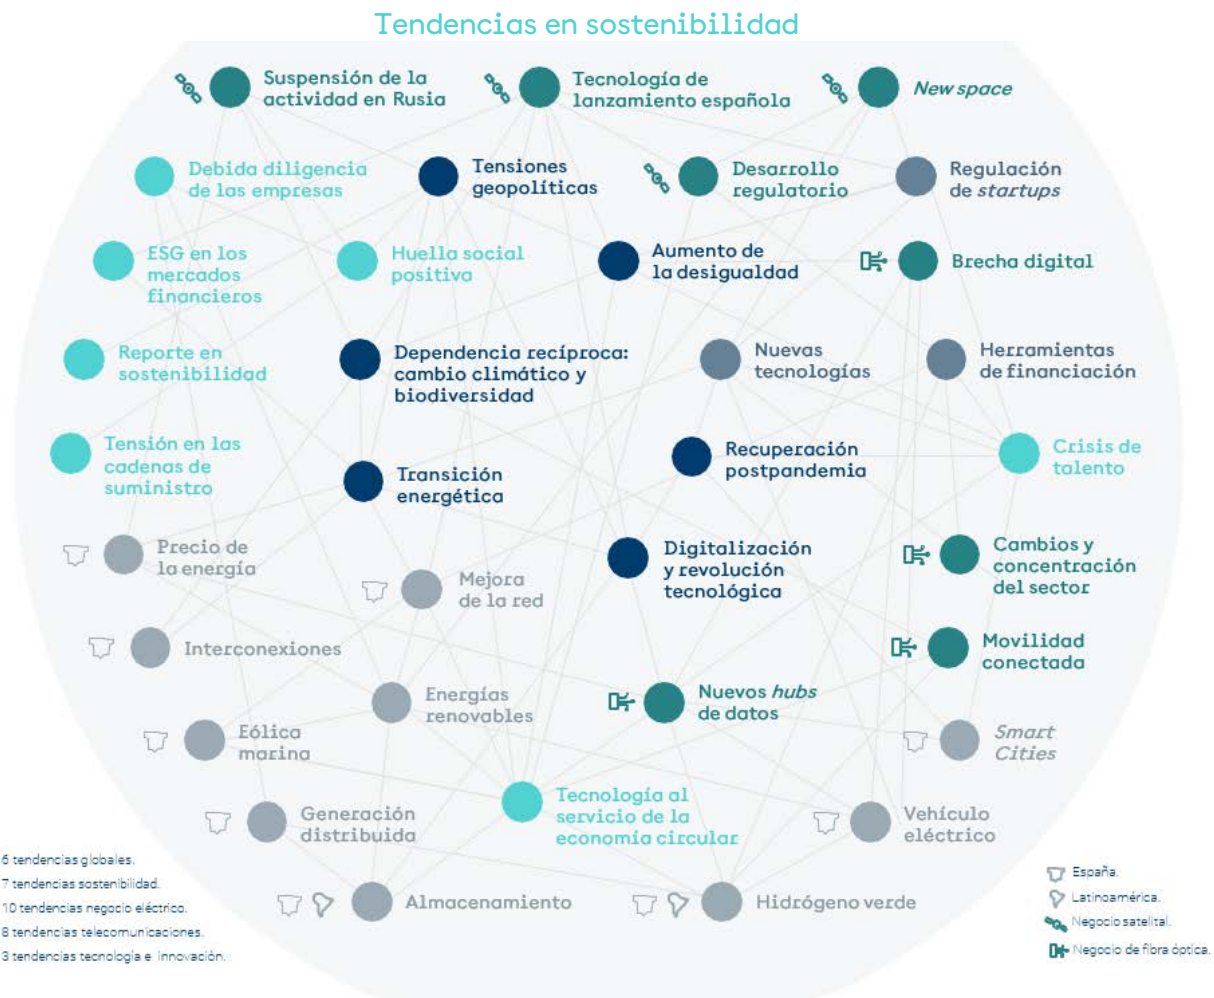 Tendencias en sostenibilidad
Suspensión de la
actividad en Rusia
Tecnología de
lanzamiento española
New space
Debida diligencia
de las empresas
Tensiones
geopolíticas
Desarrollo
regulatorio
Regulación
de startups
ESG en los
mercados
financieros
Huella social
positiva
Aumento de
la desigualdad
Brecha digital
Reporte en
sostenibilidad
Dependencia recíproca:
cambio climático y
biodiversidad
Nuevas
tecnologías
Herramientas
de financiación
Tensión en las
cadenas de
suministro
Transición
energética
Recuperación
postpandemia
Crisis de
talento
Precio de
la energía
Mejora
de la red
Digitalización
y revolución
tecnológica
Cambios y
concentración
del sector
Interconexiones
Energías
renovables
Nuevos hubs
de datos
Movilidad
conectada
Eólica
marina
Smart
Cities
Generación
distribuida
Tecnología al
servicio de la
economía circular
Vehículo
eléctrico
Almacenamiento
Hidrógeno verde
6 tendencias globales.
7 tendencias sostenibilidad.
10 tendencias negocio eléctrico.
8 tendencias telecomunicaciones.
3 tendencias tecnología e innovación.
España.
Latinoamérica.
Negocio satelital.
Negocio de fibra óptica.